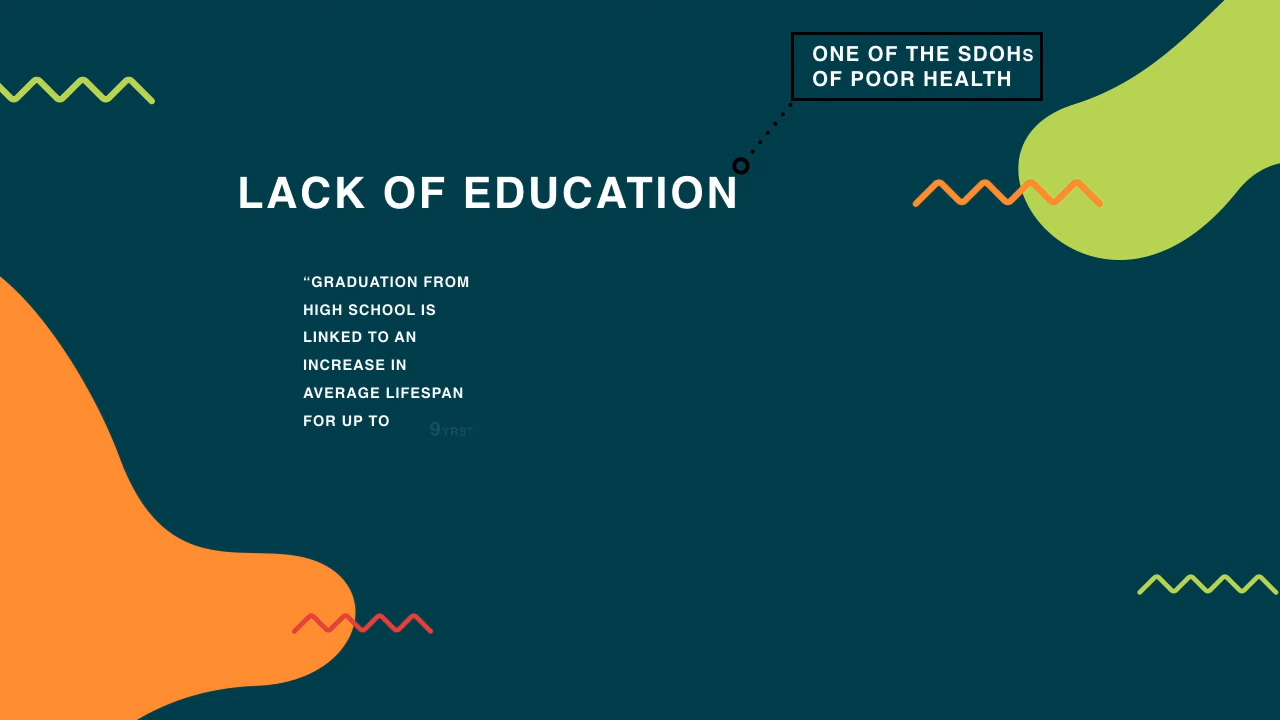 ONE OF THE SDOHs
OF POOR HEALTH
LACK OF EDUCATION
“GRADUATION FROM
HIGH SCHOOL IS
LINKED TO AN
INCREASE IN
AVERAGE LIFESPAN
FOR UP TO
9YRS”